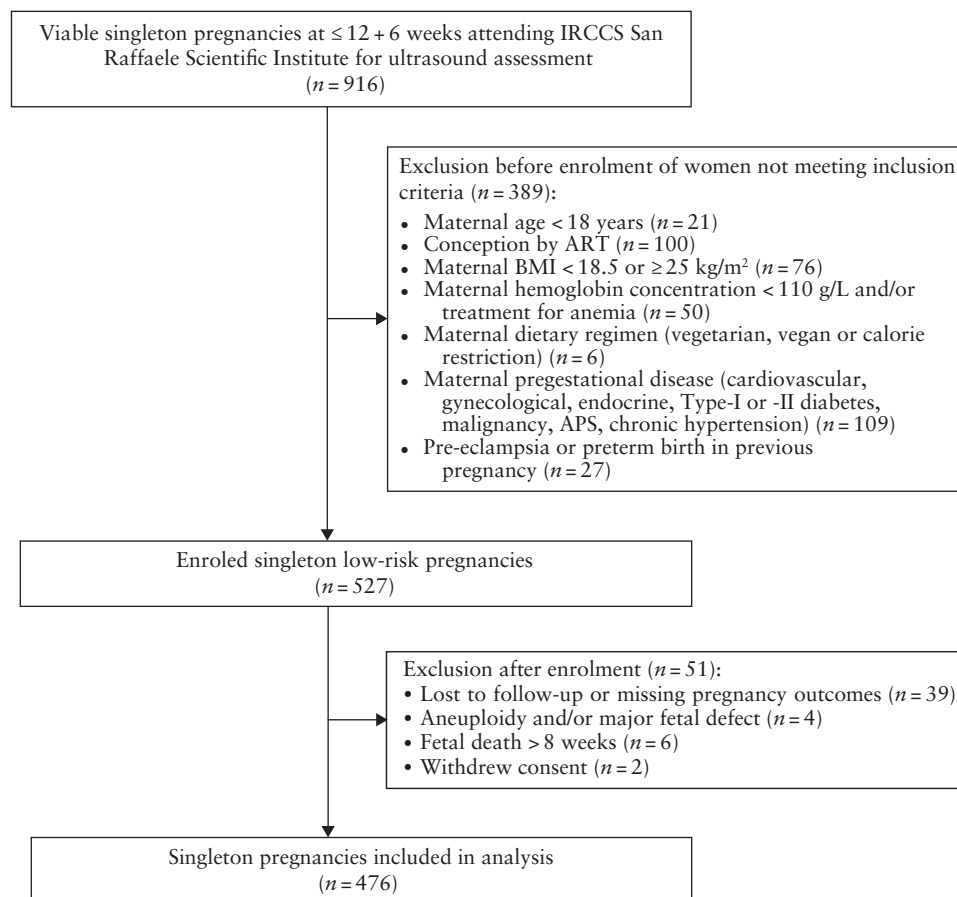 Viable singleton pregnancies at ≤ 12 + 6 weeks attending IRCCS San
Raffaele Scientific Institute for ultrasound assessment
(n = 916)
Exclusion before enrolment of women not meeting inclusion
criteria (n = 389):
• Maternal age < 18 years (n = 21)
• Conception by ART (n = 100)
• Maternal BMI < 18.5 or ≥ 25 kg/m² (n = 76)
• Maternal hemoglobin concentration < 110 g/L and/or
treatment for anemia (n = 50)
• Maternal dietary regimen (vegetarian, vegan or calorie
restriction) (n = 6)
• Maternal pregestational disease (cardiovascular,
gynecological, endocrine, Type-I or -II diabetes,
malignancy, APS, chronic hypertension) (n = 109)
• Pre-eclampsia or preterm birth in previous
pregnancy (n = 27)
Enroled singleton low-risk pregnancies
(n = 527)
Exclusion after enrolment (n = 51):
• Lost to follow-up or missing pregnancy outcomes (n = 39)
• Aneuploidy and/or major fetal defect (n = 4)
• Fetal death > 8 weeks (n = 6)
• Withdrew consent (n = 2)
Singleton pregnancies included in analysis
(n = 476)